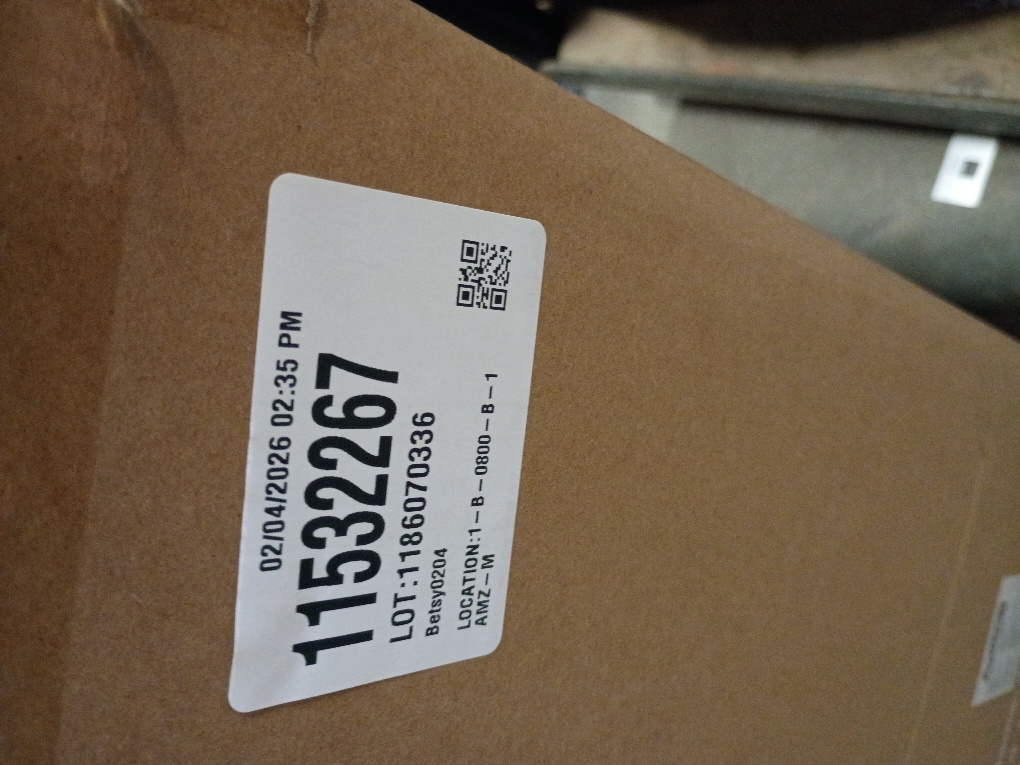 02/04/2026 02:35 PM
11532267
LOT:1186070336
Betsy0204
LOCATION:1-B-0800-B-1
AMZ-M